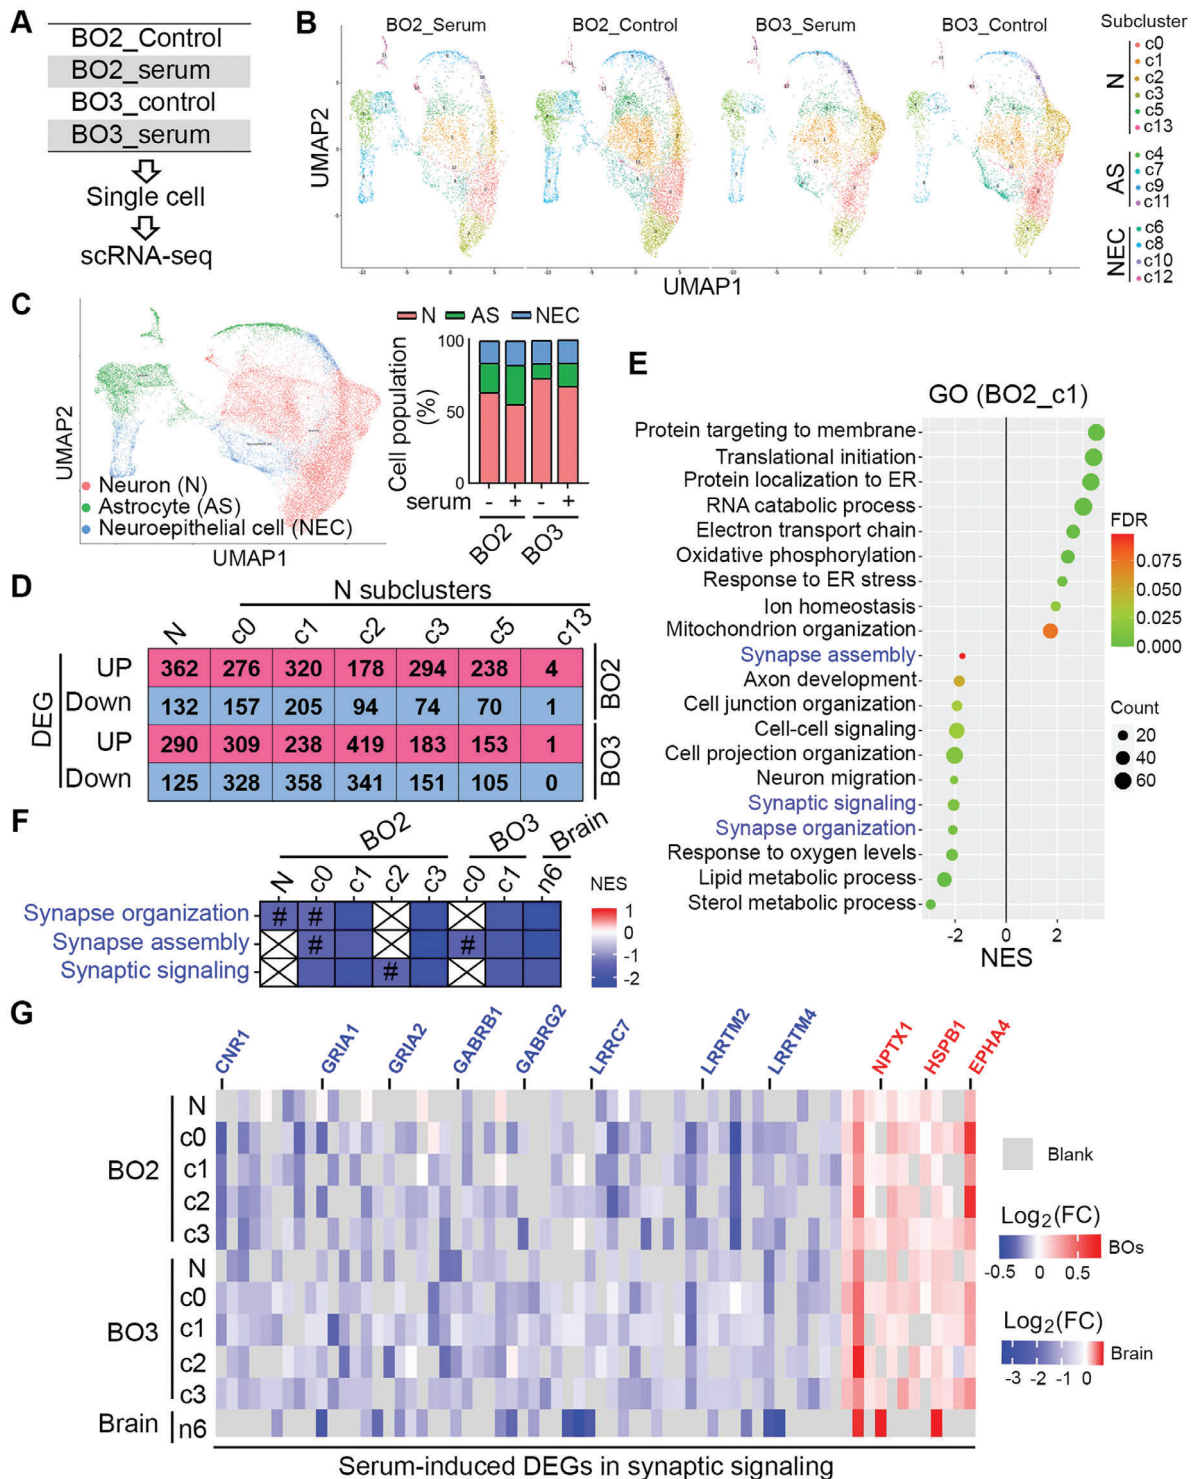 A
BO2_Control
BO2_serum
BO3_control
BO3_serum
Single cell
scRNA-seq
B
BO2_Serum
BO2_Control
BO3_Serum
BO3_Control
UMAP2
UMAP1
Subcluster
N
c0
c1
c2
c3
c5
c13
AS
c4
c7
c9
c11
NEC
c6
c8
c10
c12
C
UMAP2
UMAP1
Neuron (N)
Astrocyte (AS)
Neuroepithelial cell (NEC)
N AS NEC
Cell population
(%)
100
50
0
serum - + - +
BO2 BO3
D
N subclusters
N c0 c1 c2 c3 c5 c13
DEG
UP 362 276 320 178 294 238 4
Down 132 157 205 94 74 70 1
BO2
UP 290 309 238 419 183 153 1
Down 125 328 358 341 151 105 0
BO3
E
GO (BO2_c1)
Protein targeting to membrane
Translational initiation
Protein localization to ER
RNA catabolic process
Electron transport chain
Oxidative phosphorylation
Response to ER stress
Ion homeostasis
Mitochondrion organization
Synapse assembly
Axon development
Cell junction organization
Cell-cell signaling
Cell projection organization
Neuron migration
Synaptic signaling
Synapse organization
Response to oxygen levels
Lipid metabolic process
Sterol metabolic process
-2 0 2
NES
FDR
0.075
0.050
0.025
0.000
Count
20
40
60
F
BO2 BO3 Brain
N c0 c1 c2 c3 c0 c1 n6
Synapse organization # #
Synapse assembly # #
Synaptic signaling #
NES
1
0
-1
-2
G
CNR1 GRIA1 GRIA2 GABRB1 GABRG2 LRRC7 LRRTM2 LRRTM4 NPTX1 HSPB1 EPHA4
BO2
N
c0
c1
c2
c3
BO3
N
c0
c1
c2
c3
Brain n6
Serum-induced DEGs in synaptic signaling
Blank
Log2(FC)
BOs
-0.5 0 0.5
Log2(FC)
Brain
-3 -2 -1 0